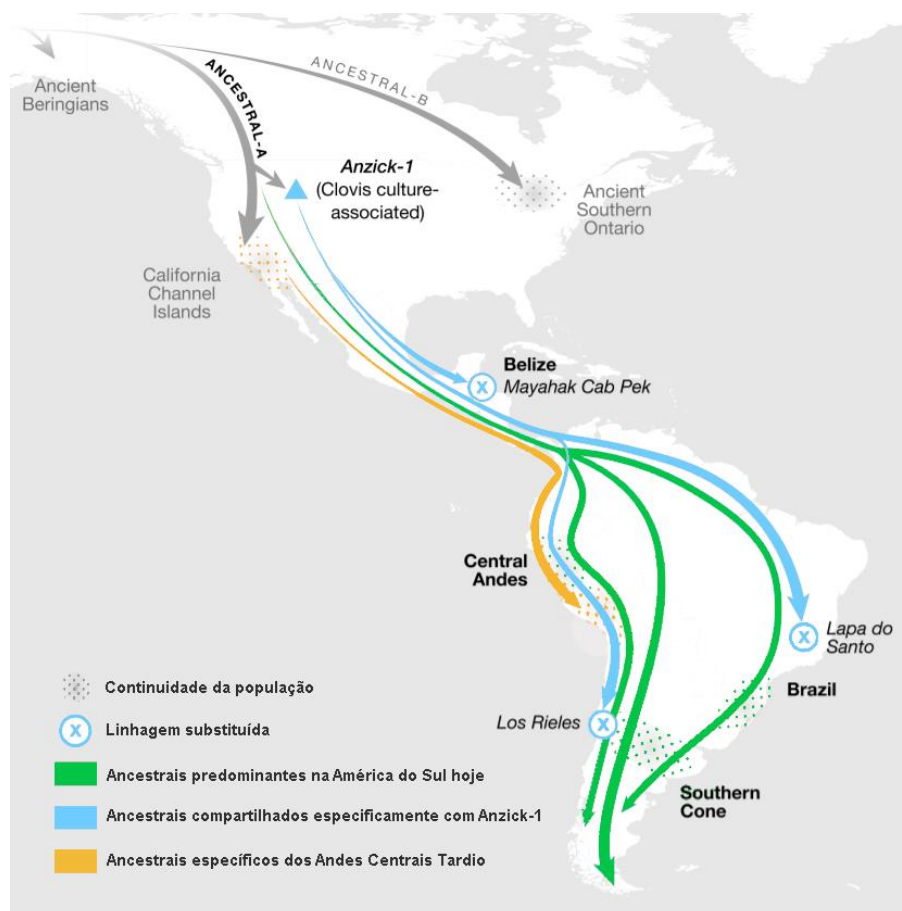 Ancient
Beringians
ANCESTRAL-A
ANCESTRAL-B
Anzick-1
(Clovis culture-
associated)
Ancient
Southern
Ontario
California
Channel
Islands
Belize
Mayahak Cab Pek
Central
Andes
Lapa do
Santo
Brazil
Los Rieles
Southern
Cone
Continuidade da população
X
Linhagem substituída
Ancestrais predominantes na América do Sul hoje
Ancestrais compartilhados especificamente com Anzick-1
Ancestrais específicos dos Andes Centrais Tardio
X
X
X